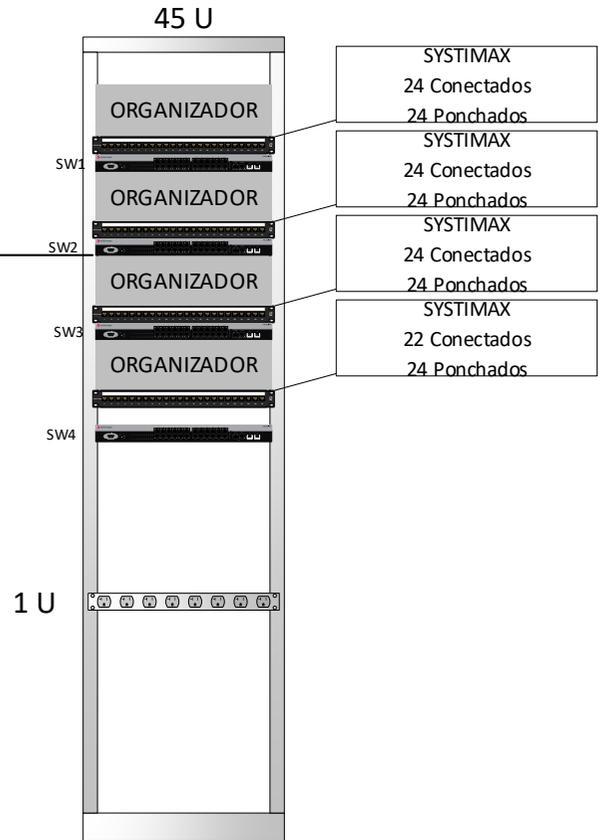 45 U
SYSTIMAX
24 Conectados
24 Ponchados
ORGANIZADOR
SW1
SYSTIMAX
24 Conectados
24 Ponchados
ORGANIZADOR
SW2
SYSTIMAX
24 Conectados
24 Ponchados
ORGANIZADOR
SW3
SYSTIMAX
22 Conectados
24 Ponchados
ORGANIZADOR
SW4
1 U